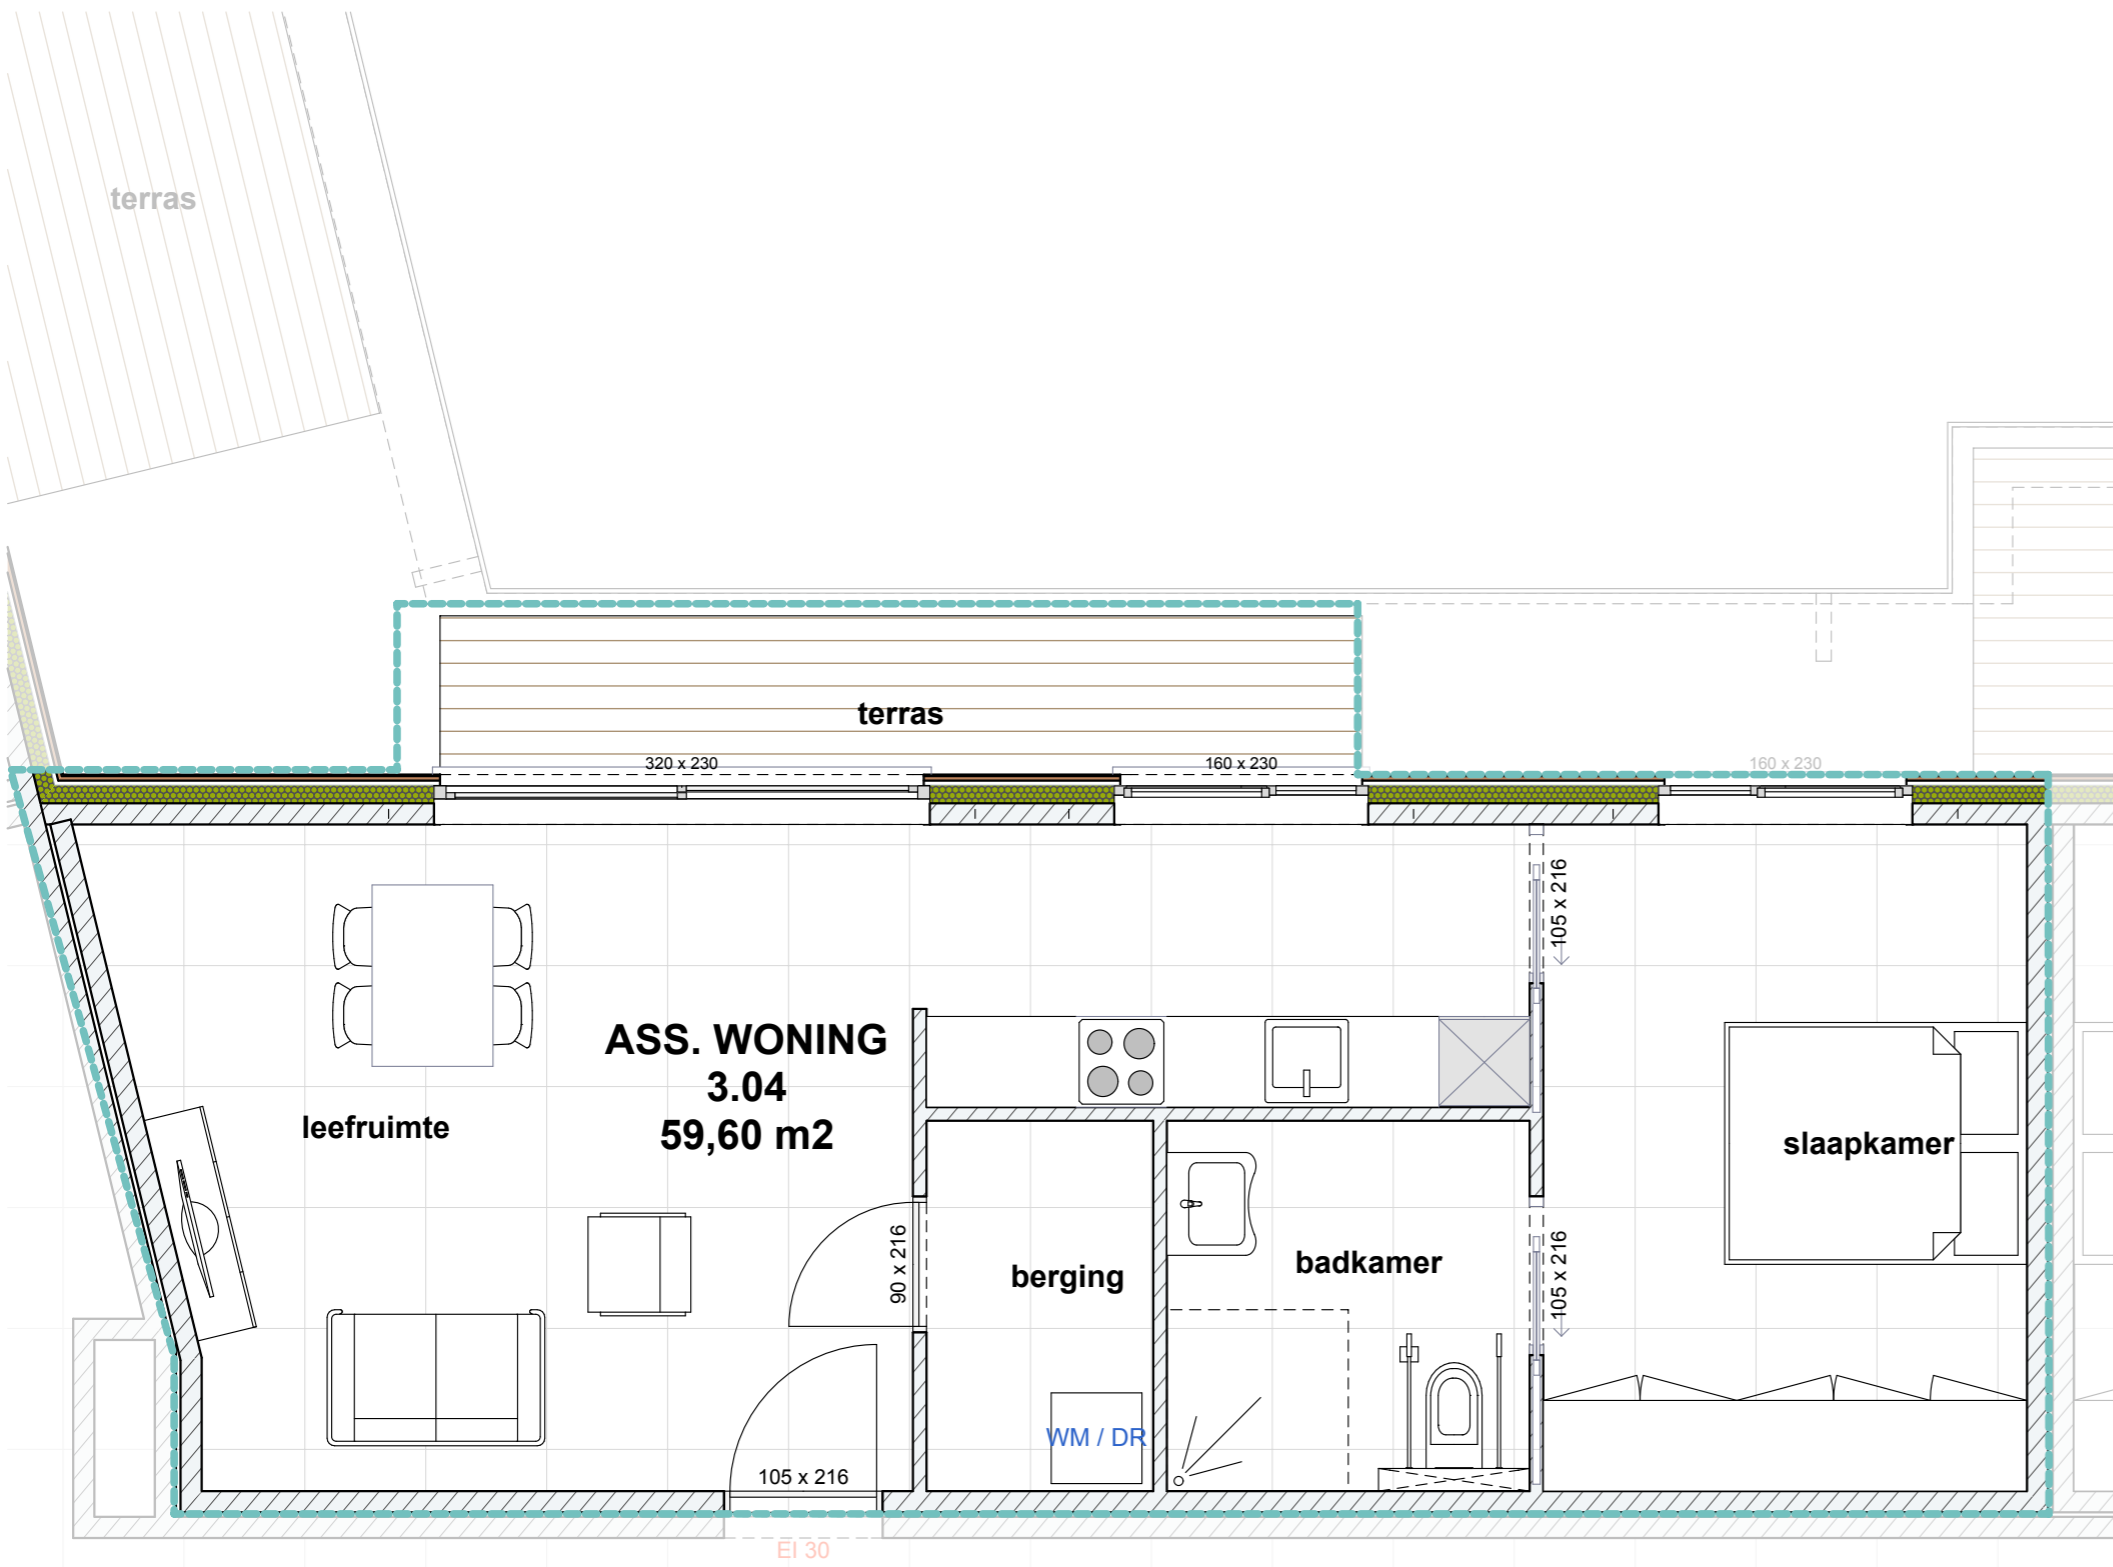 terras
terras
320 x 230
160 x 230
160 x 230
105 x 216
ASS. WONING
3.04
59,60 m2
leefruimte
slaapkamer
90 x 216
berging
badkamer
105 x 216
WM / DR
105 x 216
EI 30